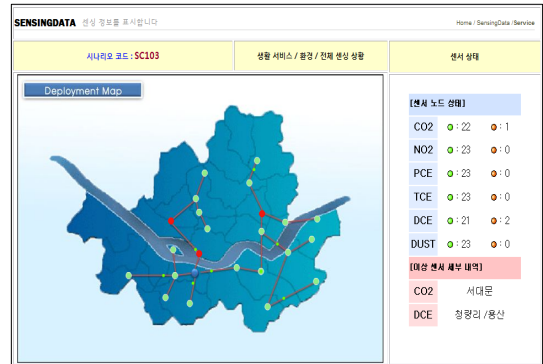 SENSINGDATA 센싱 정보를 표시합니다
Home / SensingData /Service
시나리오 코드 : SC103
생활 서비스 / 환경 / 전체 센싱 상황
센서 상태
Deployment Map
[센서 노드 상태]
CO2 : 22 : 1
NO2 : 23 : 0
PCE : 23 : 0
TCE : 23 : 0
DCE : 21 : 2
DUST : 23 : 0
[이상 센서 세부 내역]
CO2 서대문
DCE 청량리 /용산